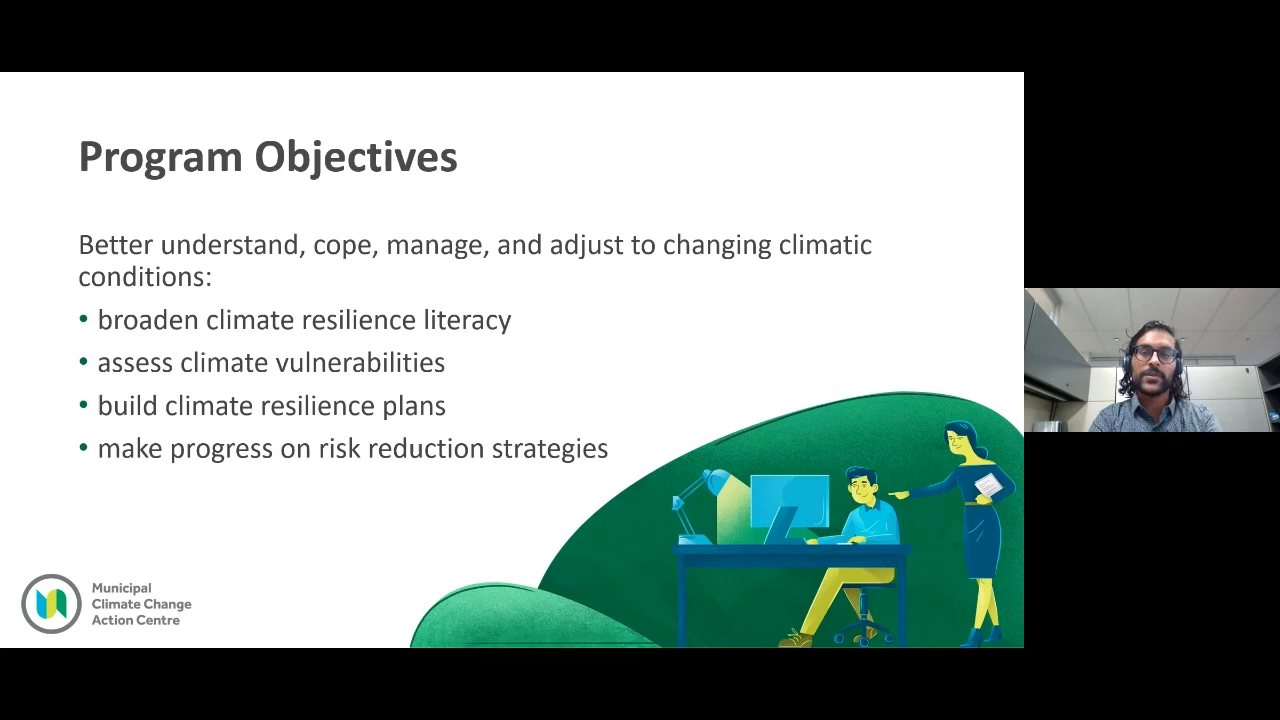 Program Objectives
Better understand, cope, manage, and adjust to changing climatic
conditions:
• broaden climate resilience literacy
• assess climate vulnerabilities
• build climate resilience plans
• make progress on risk reduction strategies
Municipal
Climate Change
Action Centre